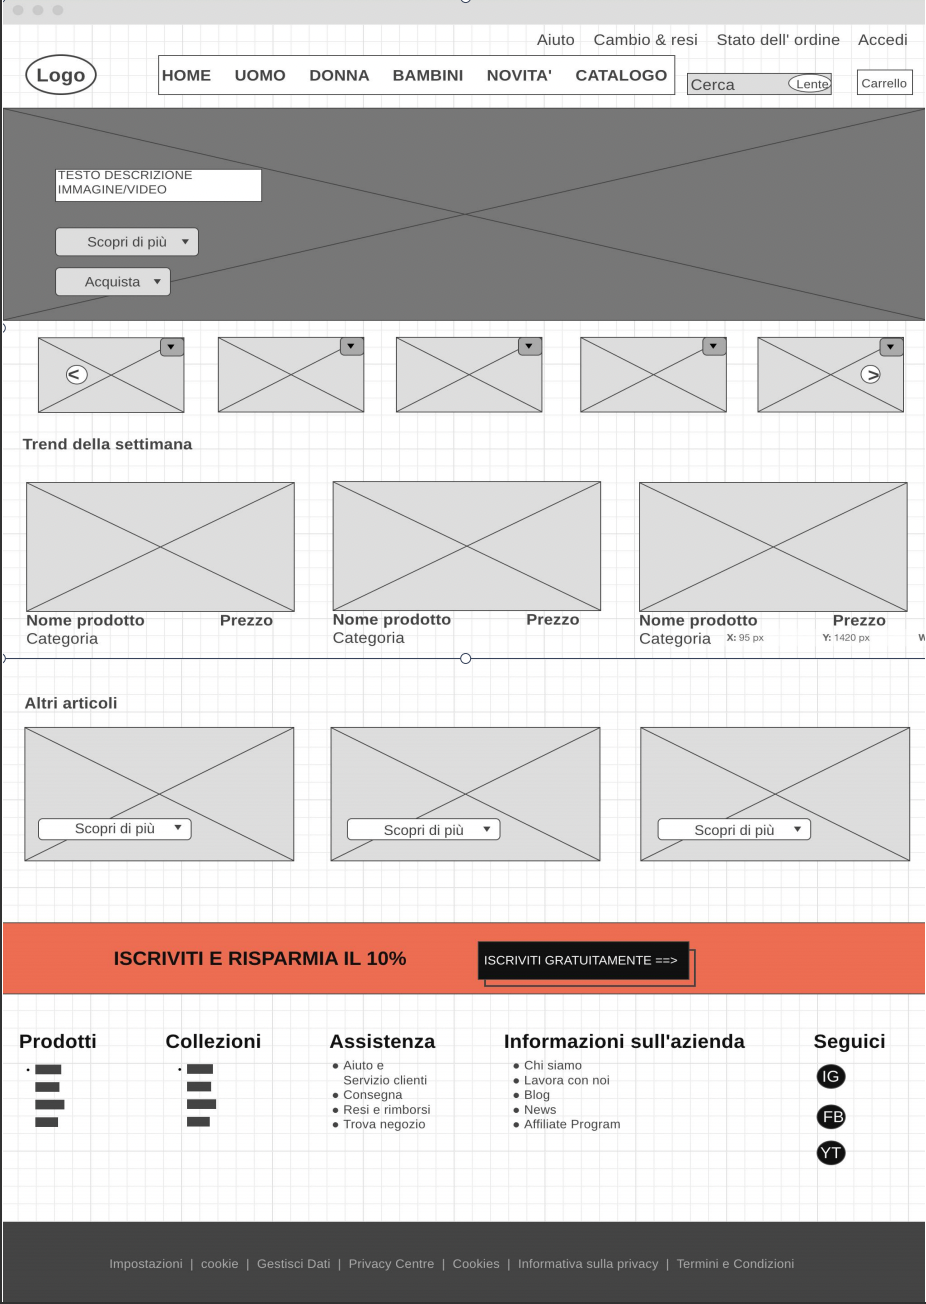 Aiuto Cambio & resi Stato dell' ordine Accedi
Logo
HOME UOMO DONNA BAMBINI NOVITA' CATALOGO
Cerca Lente
Carrello
TESTO DESCRIZIONE
IMMAGINE/VIDEO
Scopri di più
Acquista
< >
Trend della settimana
Nome prodotto Prezzo
Categoria
Nome prodotto Prezzo
Categoria
Nome prodotto Prezzo
Categoria X: 95 px Y: 1420 px W
Altri articoli
Scopri di più
Scopri di più
Scopri di più
ISCRIVITI E RISPARMIA IL 10%
ISCRIVITI GRATUITAMENTE ==>
Prodotti
Collezioni
Assistenza
● Aiuto e
Servizio clienti
● Consegna
● Resi e rimborsi
● Trova negozio
Informazioni sull'azienda
● Chi siamo
● Lavora con noi
● Blog
● News
● Affiliate Program
Seguici
IG
FB
YT
Impostazioni | cookie | Gestisci Dati | Privacy Centre | Cookies | Informativa sulla privacy | Termini e Condizioni